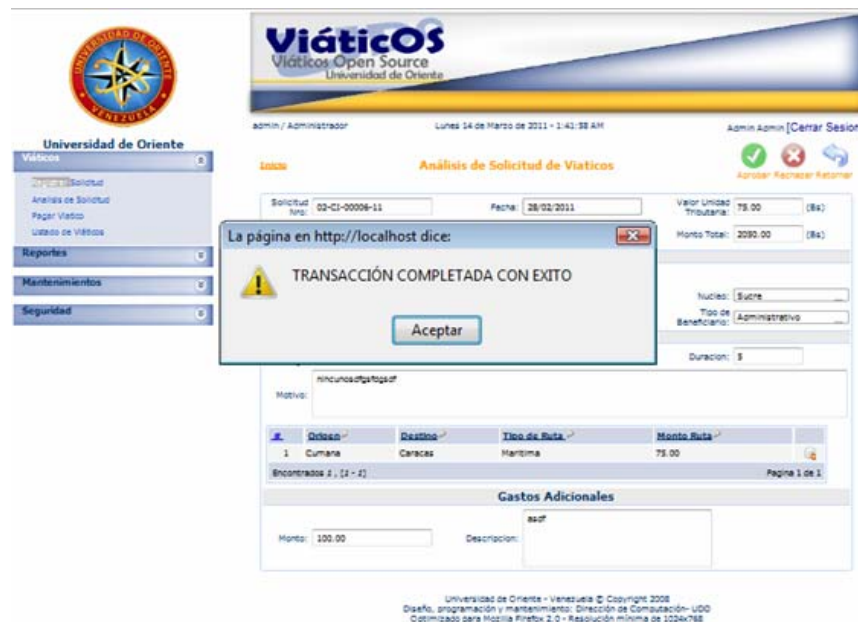 UNIVERSIDAD DE ORIENTE
VENEZUELA
Universidad de Oriente
ViáticOS
Viáticos Open Source
Universidad de Oriente
admin / Administrador
Lunes 14 de Marzo de 2011 - 1:41:38 AM
Admin Admin [Cerrar Sesion
Viáticos
Solicitud
Analisis de Solicitud
Pagar Viatico
Listado de Viáticos
Reportes
Mantenimientos
Seguridad
Inicio
Análisis de Solicitud de Viaticos
Aprobar Rechazar Retornar
Solicitud Nro: 02-CI-00006-11
Fecha: 28/02/2011
Valor Unidad Tributaria: 75.00 (Bs)
Monto Total: 2050.00 (Bs)
La página en http://localhost dice:
TRANSACCIÓN COMPLETADA CON EXITO
Aceptar
Nucleo: Sucre
Tipo de Beneficiario: Administrativo
Duracion: 5
Motivo:
# Origen Destino Tipo de Ruta Monto Ruta
1 Cumana Caracas Maritima 75.00
Encontrados 1 , [1 - 1]
Pagina 1 de 1
Gastos Adicionales
Monto: 100.00
Descripcion: asdf
Universidad de Oriente - Venezuela © Copyright 2008
Diseño, programación y mantenimiento: Dirección de Computación- UDO
Optimizado para Mozilla Firefox 2.0 - Resolución mínima de 1024x768